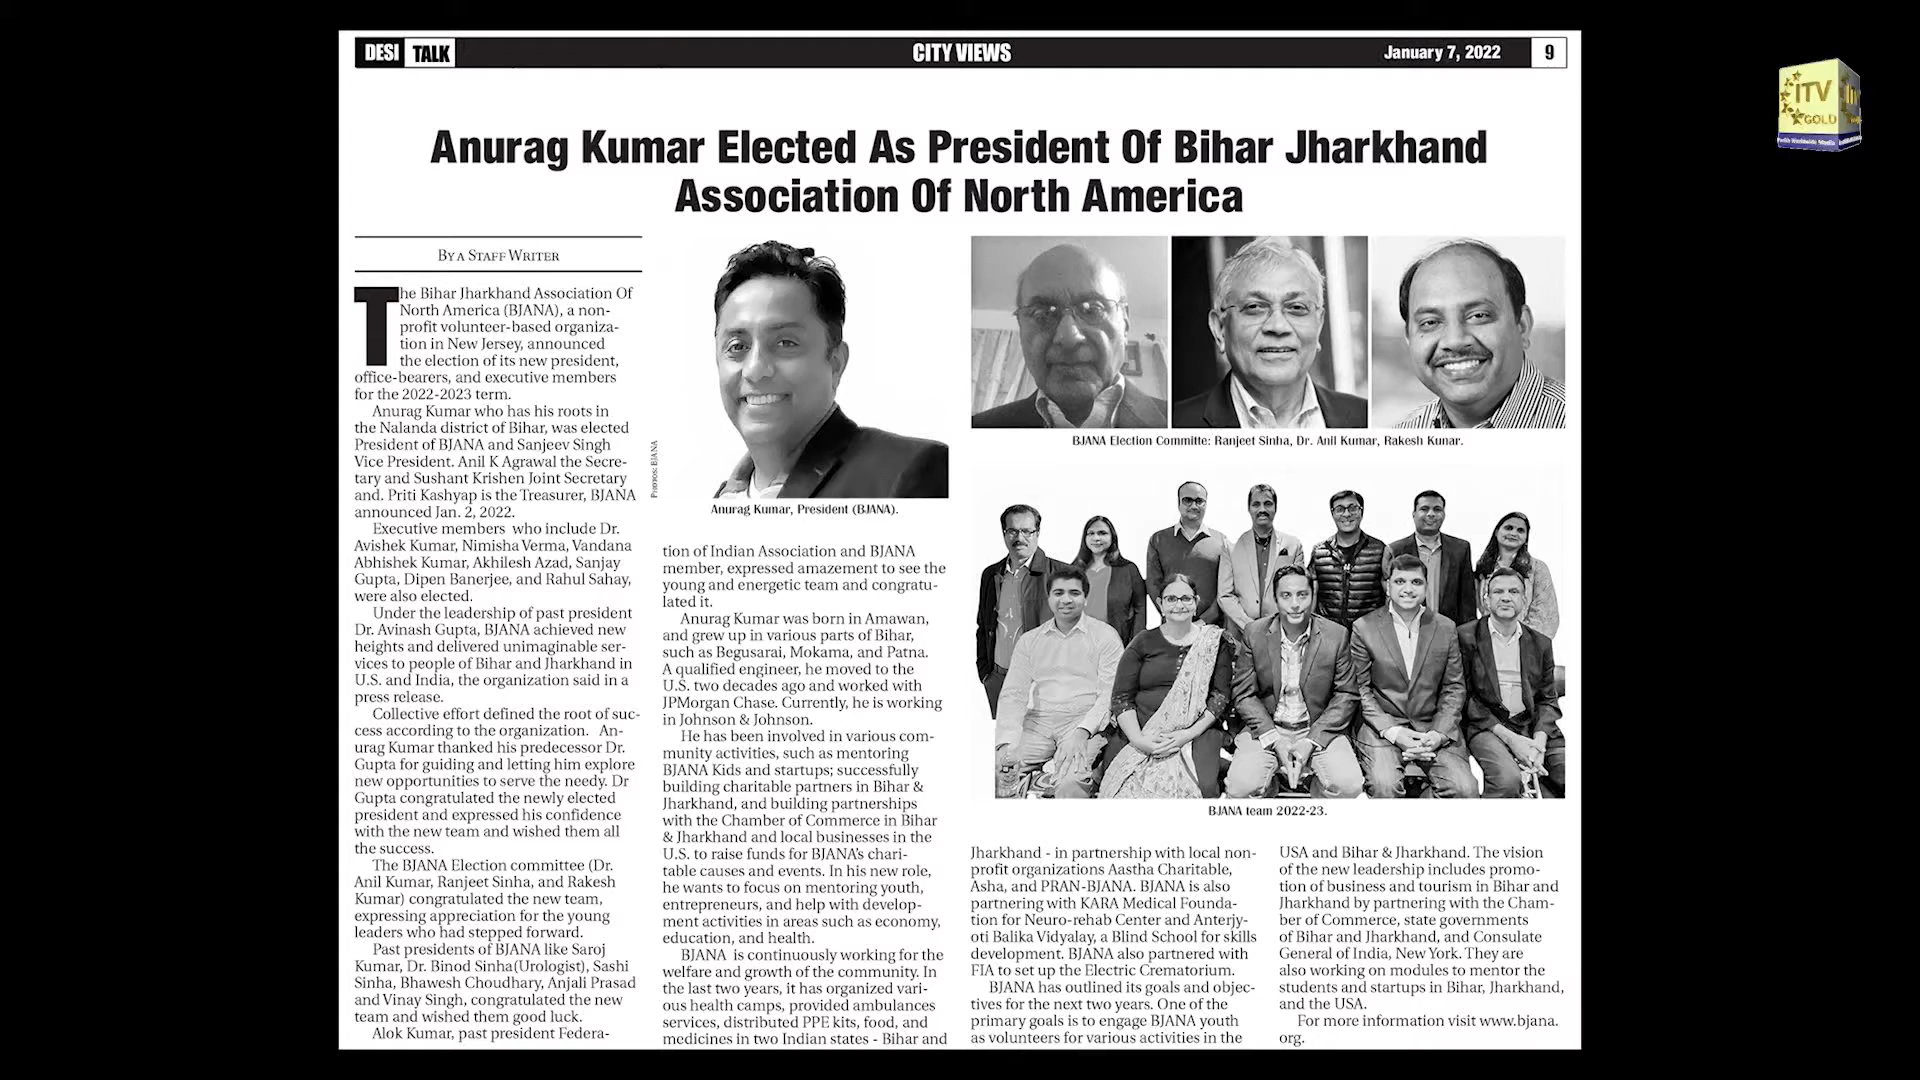 DESI TALK
CITY VIEWS
January 7, 2022
9
ITV
GOLD
Anurag Kumar Elected As President Of Bihar Jharkhand
Association Of North America
BY A STAFF WRITER
The Bihar Jharkhand Association Of
North America (BJANA), a non-
profit volunteer-based organiza-
tion in New Jersey, announced
the election of its new president,
office-bearers, and executive members
for the 2022-2023 term.
Anurag Kumar who has his roots in
the Nalanda district of Bihar, was elected
President of BJANA and Sanjeev Singh
Vice President. Anil K Agrawal the Secre-
tary and Sushant Krishen Joint Secretary
and. Priti Kashyap is the Treasurer, BJANA
announced Jan. 2, 2022.
Executive members who include Dr.
Avishek Kumar, Nimisha Verma, Vandana
Abhishek Kumar, Akhilesh Azad, Sanjay
Gupta, Dipen Banerjee, and Rahul Sahay,
were also elected.
Under the leadership of past president
Dr. Avinash Gupta, BJANA achieved new
heights and delivered unimaginable ser-
vices to people of Bihar and Jharkhand in
U.S. and India, the organization said in a
press release.
Collective effort defined the root of suc-
cess according to the organization. An-
urag Kumar thanked his predecessor Dr.
Gupta for guiding and letting him explore
new opportunities to serve the needy. Dr
Gupta congratulated the newly elected
president and expressed his confidence
with the new team and wished them all
the success.
The BJANA Election committee (Dr.
Anil Kumar, Ranjeet Sinha, and Rakesh
Kumar) congratulated the new team,
expressing appreciation for the young
leaders who had stepped forward.
Past presidents of BJANA like Saroj
Kumar, Dr. Binod Sinha(Urologist), Sashi
Sinha, Bhawesh Choudhary, Anjali Prasad
and Vinay Singh, congratulated the new
team and wished them good luck.
Alok Kumar, past president Federa-
PHOTOS: BJANA
Anurag Kumar, President (BJANA).
tion of Indian Association and BJANA
member, expressed amazement to see the
young and energetic team and congratu-
lated it.
Anurag Kumar was born in Amawan,
and grew up in various parts of Bihar,
such as Begusarai, Mokama, and Patna.
A qualified engineer, he moved to the
U.S. two decades ago and worked with
JPMorgan Chase. Currently, he is working
in Johnson & Johnson.
He has been involved in various com-
munity activities, such as mentoring
BJANA Kids and startups; successfully
building charitable partners in Bihar &
Jharkhand, and building partnerships
with the Chamber of Commerce in Bihar
& Jharkhand and local businesses in the
U.S. to raise funds for BJANA's chari-
table causes and events. In his new role,
he wants to focus on mentoring youth,
entrepreneurs, and help with develop-
ment activities in areas such as economy,
education, and health.
BJANA is continuously working for the
welfare and growth of the community. In
the last two years, it has organized vari-
ous health camps, provided ambulances
services, distributed PPE kits, food, and
medicines in two Indian states - Bihar and
BJANA Election Committe: Ranjeet Sinha, Dr. Anil Kumar, Rakesh Kunar.
BJANA team 2022-23.
Jharkhand - in partnership with local non-
profit organizations Aastha Charitable,
Asha, and PRAN-BJANA. BJANA is also
partnering with KARA Medical Founda-
tion for Neuro-rehab Center and Anterjy-
oti Balika Vidyalay, a Blind School for skills
development. BJANA also partnered with
FIA to set up the Electric Crematorium.
BJANA has outlined its goals and objec-
tives for the next two years. One of the
primary goals is to engage BJANA youth
as volunteers for various activities in the
USA and Bihar & Jharkhand. The vision
of the new leadership includes promo-
tion of business and tourism in Bihar and
Jharkhand by partnering with the Cham-
ber of Commerce, state governments
of Bihar and Jharkhand, and Consulate
General of India, New York. They are
also working on modules to mentor the
students and startups in Bihar, Jharkhand,
and the USA.
For more information visit www.bjana.
org.